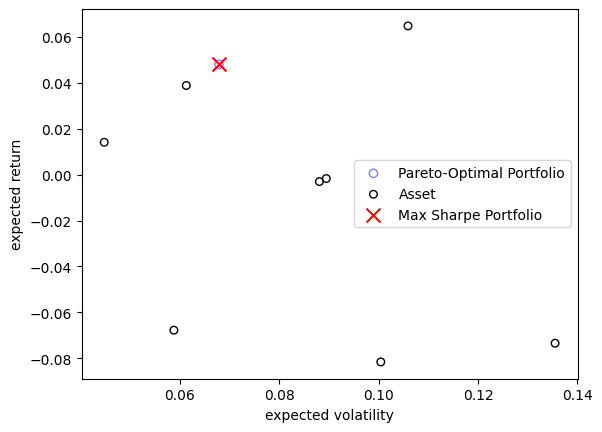 0.06
0.04
0.02
0.00
−0.02
−0.04
−0.06
−0.08
expected return
Pareto-Optimal Portfolio
Asset
Max Sharpe Portfolio
0.06 0.08 0.10 0.12 0.14
expected volatility